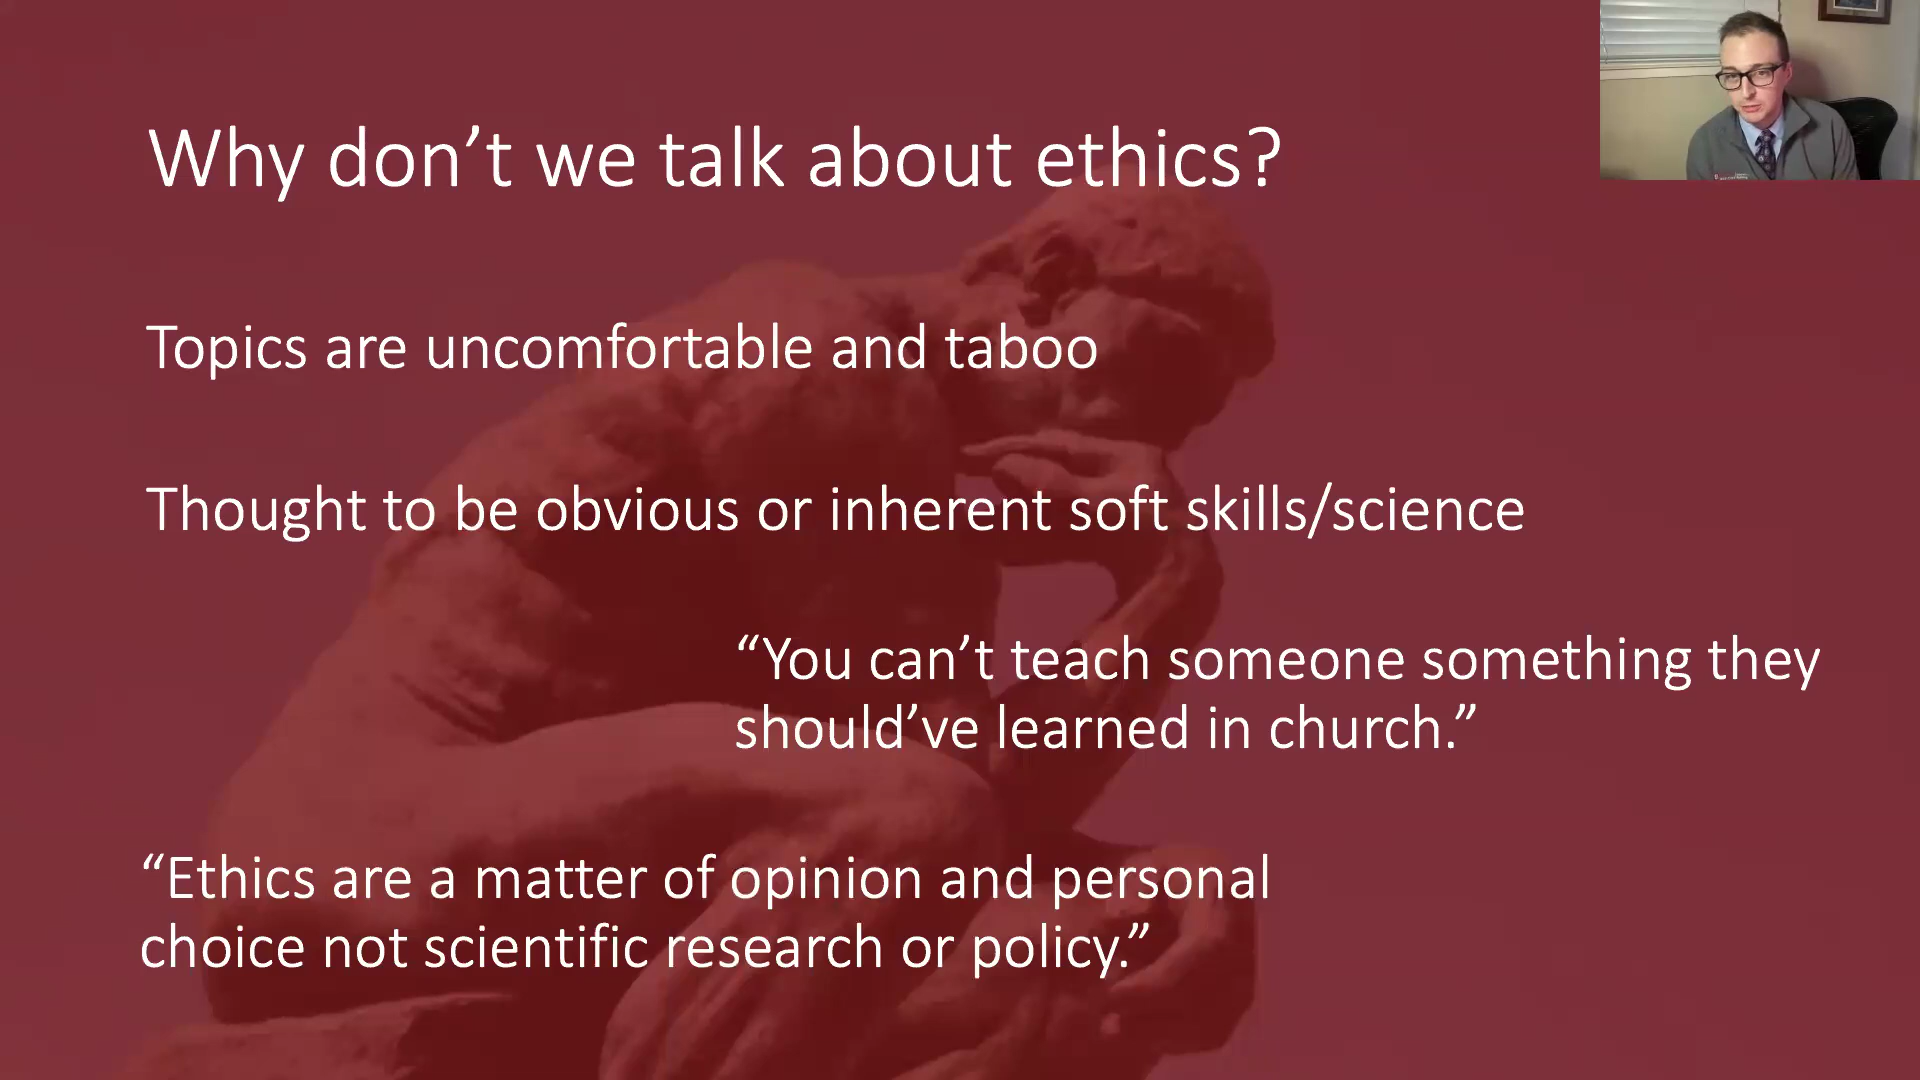 Why don’t we talk about ethics?
Topics are uncomfortable and taboo
Thought to be obvious or inherent soft skills/science
“You can’t teach someone something they
should’ve learned in church.”
“Ethics are a matter of opinion and personal
choice not scientific research or policy.”